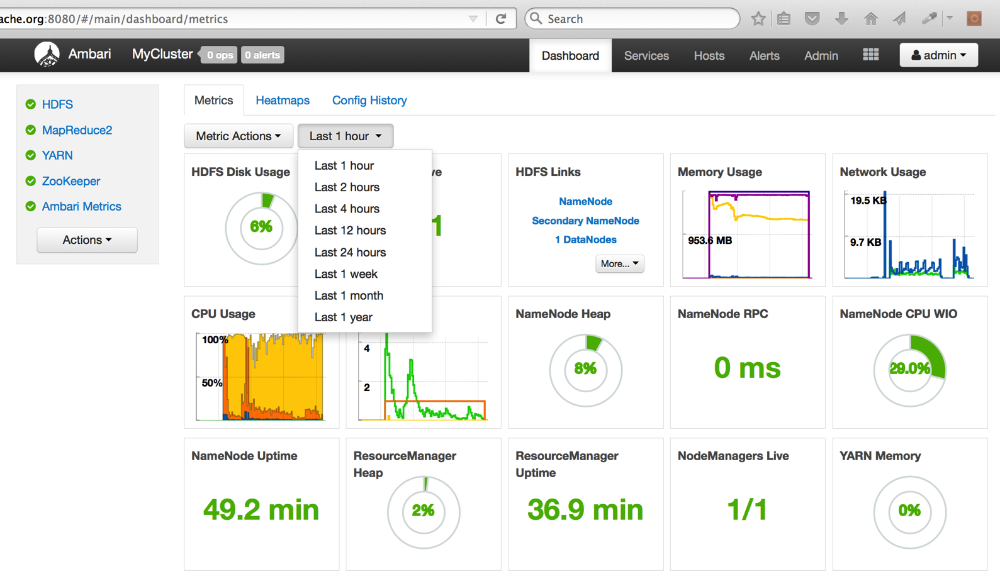 ache.org:8080/#/main/dashboard/metrics
Search
Ambari
MyCluster
0 ops
0 alerts
Dashboard
Services
Hosts
Alerts
Admin
admin
HDFS
MapReduce2
YARN
ZooKeeper
Ambari Metrics
Actions
Metrics
Heatmaps
Config History
Metric Actions
Last 1 hour
Last 1 hour
Last 2 hours
Last 4 hours
Last 12 hours
Last 24 hours
Last 1 week
Last 1 month
Last 1 year
HDFS Disk Usage
6%
ve
1
HDFS Links
NameNode
Secondary NameNode
1 DataNodes
More...
Memory Usage
953.6 MB
Network Usage
19.5 KB
9.7 KB
CPU Usage
100%
50%
4
2
NameNode Heap
8%
NameNode RPC
0 ms
NameNode CPU WIO
29.0%
NameNode Uptime
49.2 min
ResourceManager
Heap
2%
ResourceManager
Uptime
36.9 min
NodeManagers Live
1/1
YARN Memory
0%